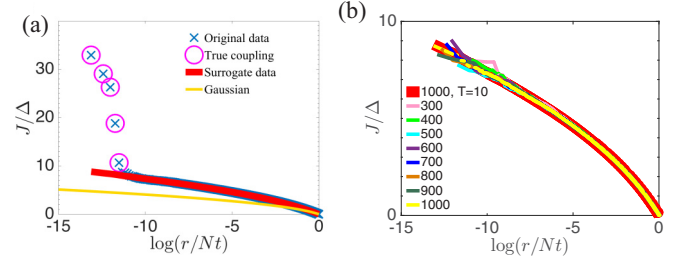 (a)
Original data
True coupling
Surrogate data
Gaussian
J/Δ
30
20
10
0
-15
-10
-5
0
log(r/Nt)
(b)
J/Δ
10
5
0
1000, T=10
300
400
500
600
700
800
900
1000
-15
-10
-5
0
log(r/Nt)